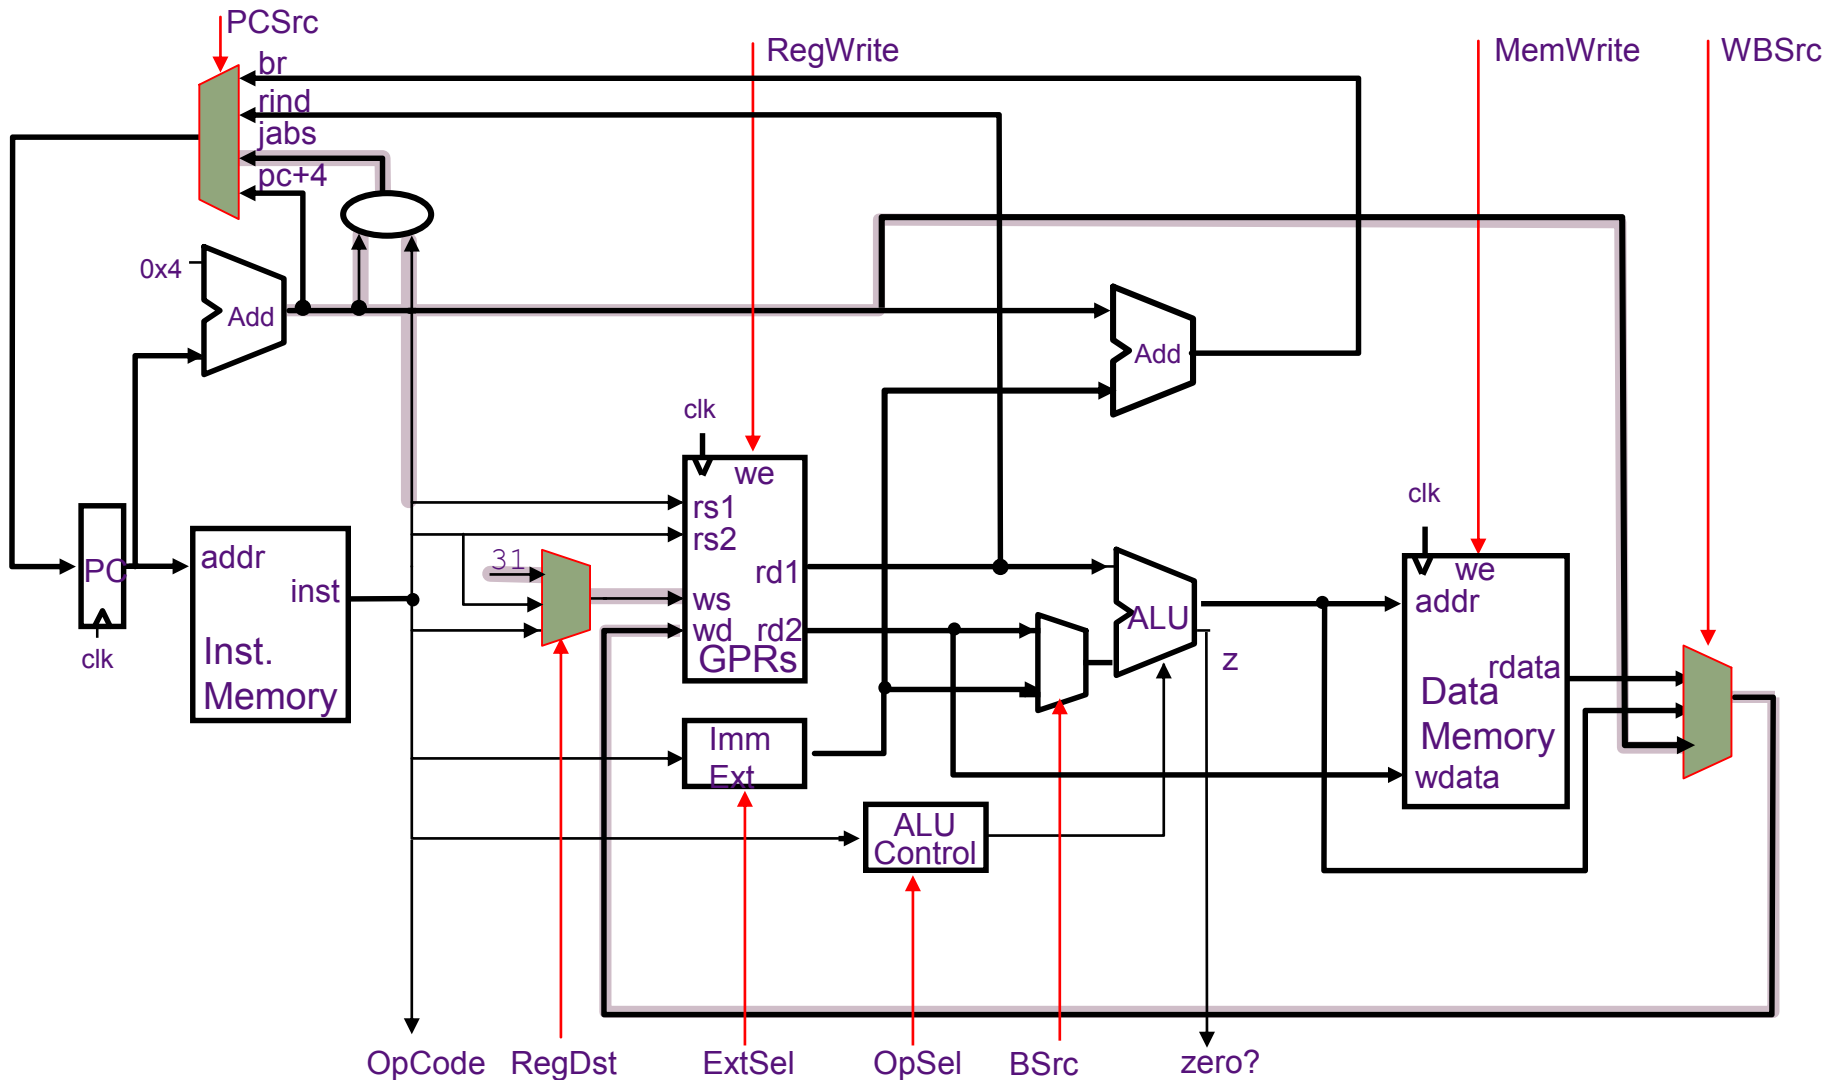 PCSrc
RegWrite
MemWrite
WBSrc
br
rind
jabs
pc+4
0x4
Add
Add
clk
we
rs1
rs2
31
rd1
ws
wd
rd2
GPRs
PC
clk
addr
inst
Inst.
Memory
ALU
z
clk
we
addr
rdata
Data
Memory
wdata
Imm
Ext
ALU
Control
OpCode
RegDst
ExtSel
OpSel
BSrc
zero?